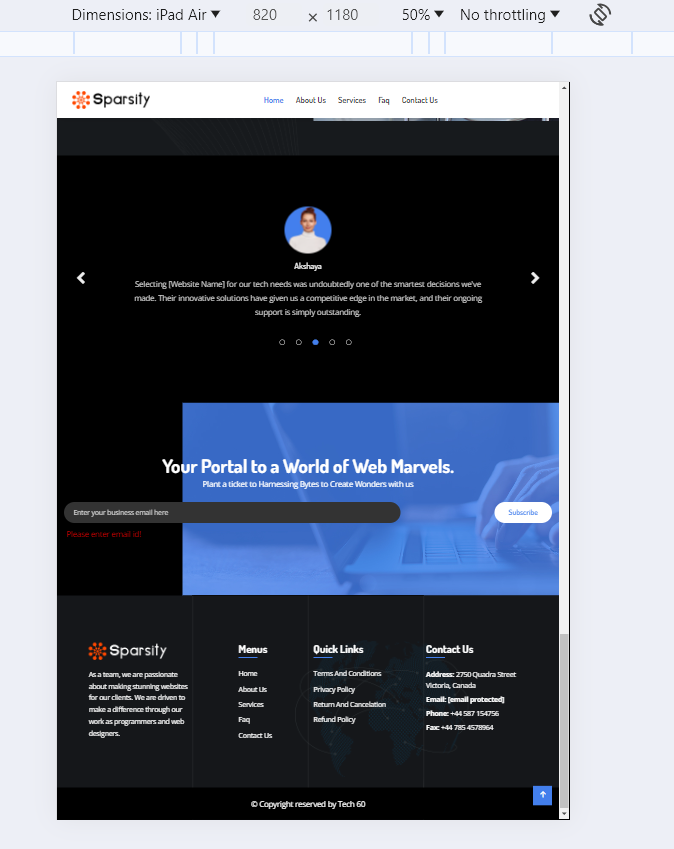 Dimensions: iPad Air 820 × 1180 50% No throttling
Sparsity Home About Us Services Faq Contact Us
Akshaya
Selecting [Website Name] for our tech needs was undoubtedly one of the smartest decisions we've
made. Their innovative solutions have given us a competitive edge in the market, and their ongoing
support is simply outstanding.
Your Portal to a World of Web Marvels.
Plant a ticket to Harnessing Bytes to Create Wonders with us
Enter your business email here Subscribe
Please enter email id!
Sparsity
As a team, we are passionate
about making stunning websites
for our clients. We are driven to
make a difference through our
work as programmers and web
designers.
Menus
Home
About Us
Services
Faq
Contact Us
Quick Links
Terms And Conditions
Privacy Policy
Return And Cancelation
Refund Policy
Contact Us
Address: 2750 Quadra Street
Victoria, Canada
Email: [email protected]
Phone: +44 587 154756
Fax: +44 785 4578964
© Copyright reserved by Tech 60